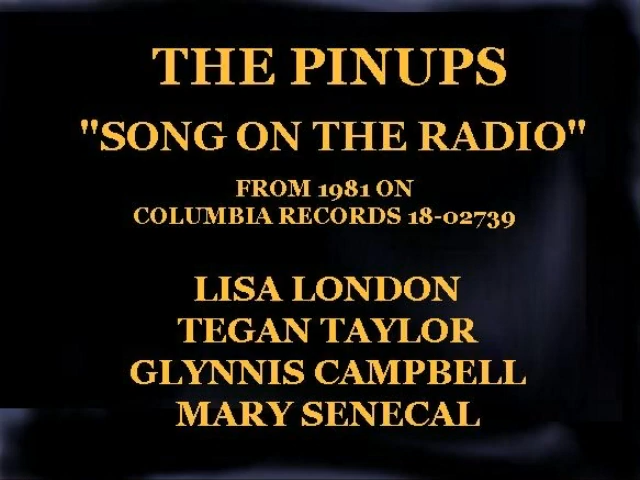 THE PINUPS
"SONG ON THE RADIO"
FROM 1981 ON
COLUMBIA RECORDS 18-02739
LISA LONDON
TEGAN TAYLOR
GLYNNIS CAMPBELL
MARY SENECAL